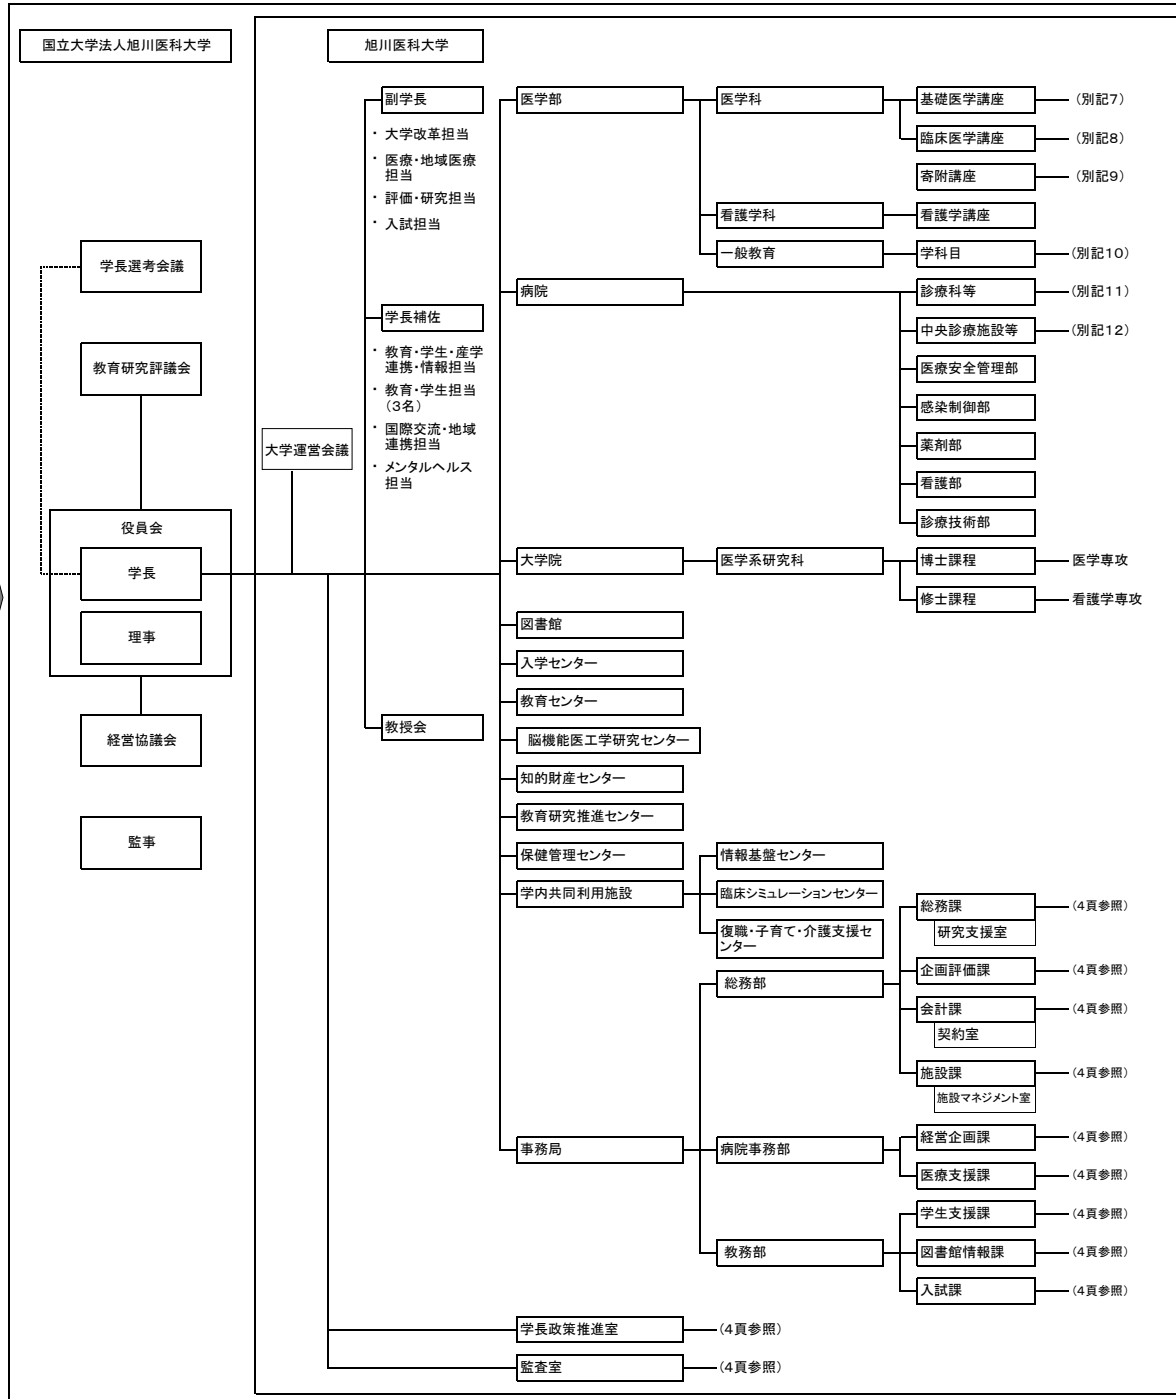 国立大学法人旭川医科大学
旭川医科大学
学長選考会議
教育研究評議会
役員会
学長
理事
経営協議会
監事
大学運営会議
副学長
・ 大学改革担当
・ 医療・地域医療
担当
・ 評価・研究担当
・ 入試担当
学長補佐
・ 教育・学生・産学
連携・情報担当
・ 教育・学生担当
(3名)
・ 国際交流・地域
連携担当
・ メンタルヘルス
担当
教授会
医学部
医学科
基礎医学講座
(別記7)
臨床医学講座
(別記8)
寄附講座
(別記9)
看護学科
看護学講座
一般教育
学科目
(別記10)
病院
診療科等
(別記11)
中央診療施設等
(別記12)
医療安全管理部
感染制御部
薬剤部
看護部
診療技術部
大学院
医学系研究科
博士課程
医学専攻
修士課程
看護学専攻
図書館
入学センター
教育センター
脳機能医工学研究センター
知的財産センター
教育研究推進センター
保健管理センター
学内共同利用施設
情報基盤センター
臨床シミュレーションセンター
復職・子育て・介護支援セ
ンター
事務局
総務部
総務課
(4頁参照)
研究支援室
企画評価課
(4頁参照)
会計課
(4頁参照)
契約室
施設課
(4頁参照)
施設マネジメント室
病院事務部
経営企画課
(4頁参照)
医療支援課
(4頁参照)
教務部
学生支援課
(4頁参照)
図書館情報課
(4頁参照)
入試課
(4頁参照)
学長政策推進室
(4頁参照)
監査室
(4頁参照)